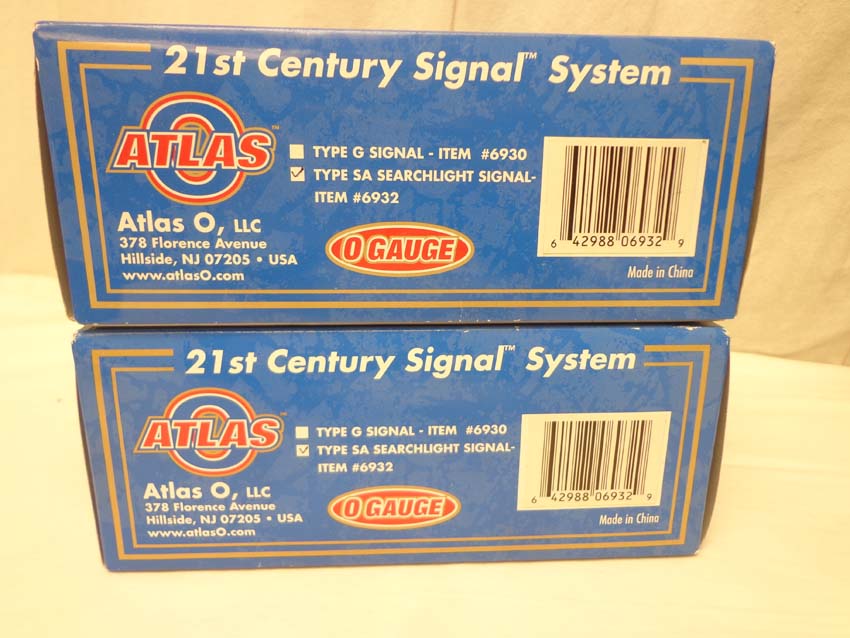 21st Century Signal™ System
ATLAS™
O
TYPE G SIGNAL - ITEM #6930
TYPE SA SEARCHLIGHT SIGNAL-
ITEM #6932
Atlas O, LLC
378 Florence Avenue
Hillside, NJ 07205 • USA
www.atlasO.com
O GAUGE
6 42988 06932 9
Made in China
21st Century Signal™ System
ATLAS™
O
TYPE G SIGNAL - ITEM #6930
TYPE SA SEARCHLIGHT SIGNAL-
ITEM #6932
Atlas O, LLC
378 Florence Avenue
Hillside, NJ 07205 • USA
www.atlasO.com
O GAUGE
6 42988 06932 9
Made in China